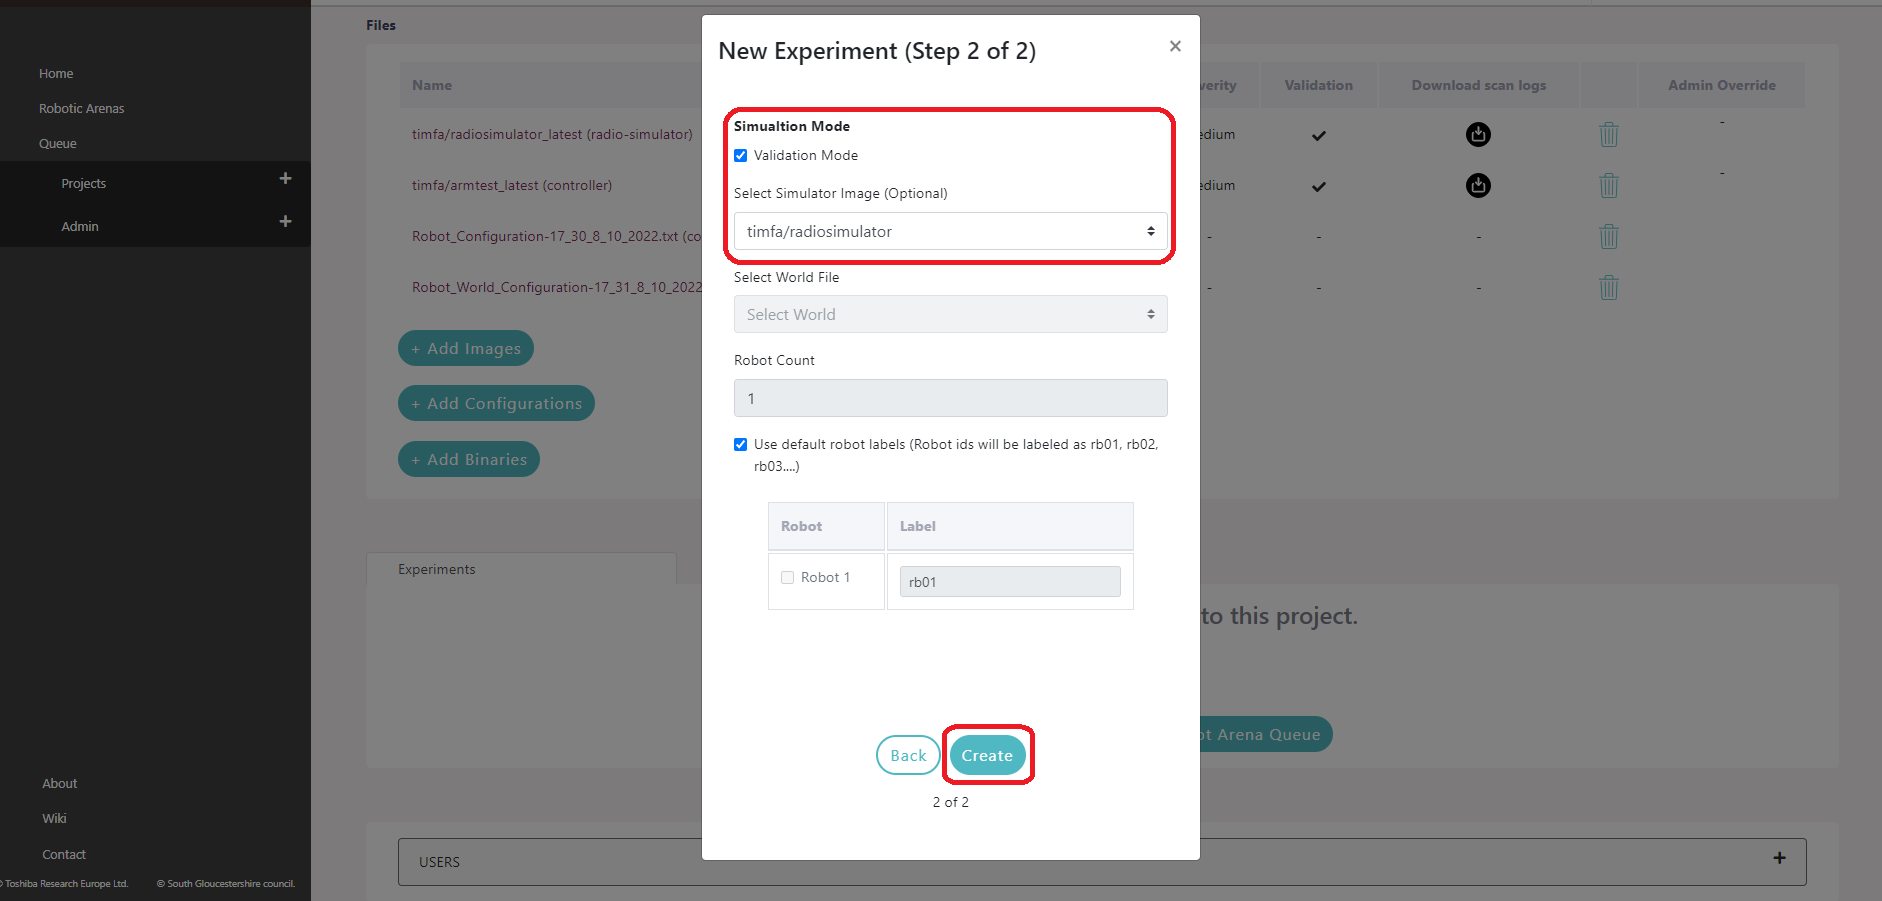 Home
Robotic Arenas
Queue
Projects
Admin
About
Wiki
Contact
Toshiba Research Europe Ltd. © South Gloucestershire council.
Files
Name
Validation
Download scan logs
Admin Override
timfa/radiosimulator_latest (radio-simulator)
edium
-
timfa/armtest_latest (controller)
edium
-
Robot_Configuration-17_30_8_10_2022.txt (co
- - -
Robot_World_Configuration-17_31_8_10_2022
- - -
+ Add Images
+ Add Configurations
+ Add Binaries
Experiments
to this project.
ot Arena Queue
USERS +
New Experiment (Step 2 of 2)
×
Simualtion Mode
Validation Mode
Select Simulator Image (Optional)
timfa/radiosimulator
Select World File
Select World
Robot Count
1
Use default robot labels (Robot ids will be labeled as rb01, rb02,
rb03....)
Robot Label
Robot 1 rb01
Back Create
2 of 2